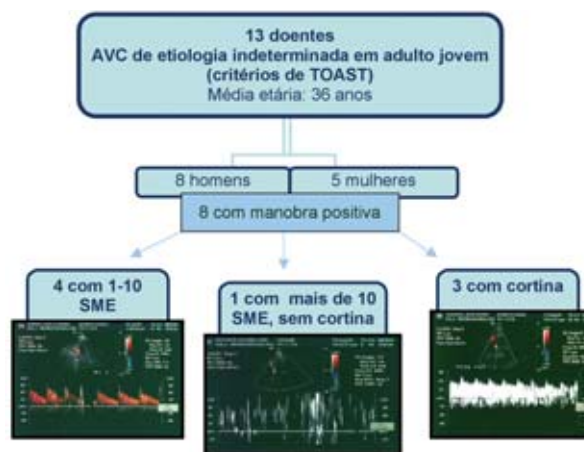 13 doentes
AVC de etiologia indeterminada em adulto jovem
(critérios de TOAST)
Média etária: 36 anos
8 homens
5 mulheres
8 com manobra positiva
4 com 1-10
SME
1 com mais de 10
SME, sem cortina
3 com cortina